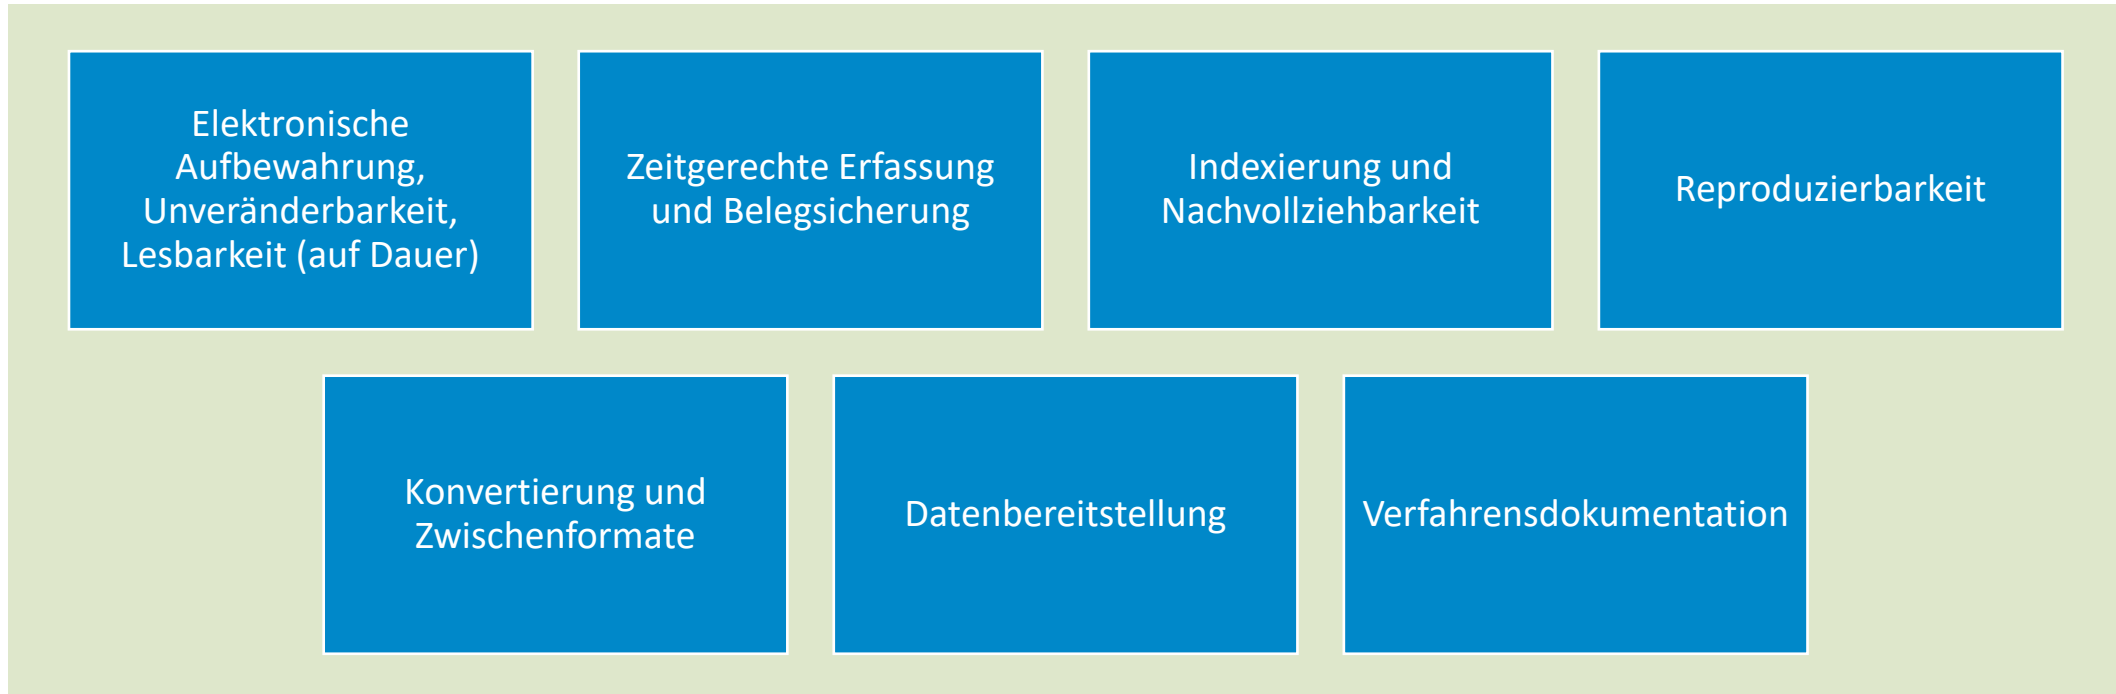 Elektronische
Aufbewahrung,
Unveränderbarkeit,
Lesbarkeit (auf Dauer)
Zeitgerechte Erfassung
und Belegsicherung
Indexierung und
Nachvollziehbarkeit
Reproduzierbarkeit
Konvertierung und
Zwischenformate
Datenbereitstellung
Verfahrensdokumentation